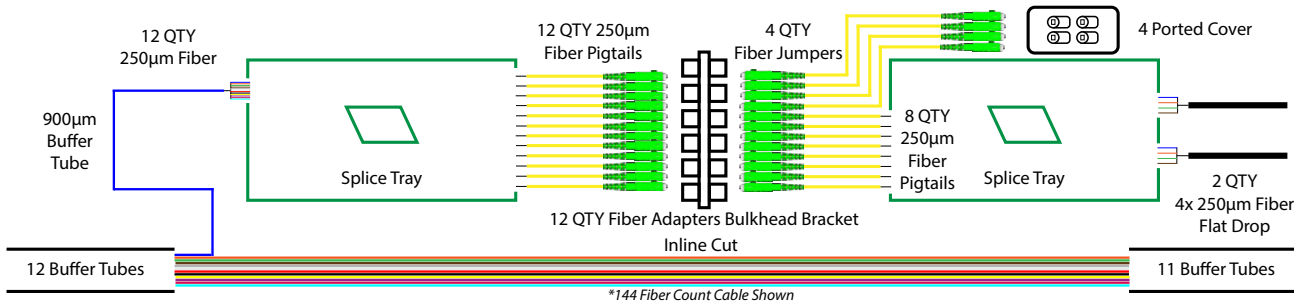 12 QTY
250µm Fiber
12 QTY 250µm
Fiber Pigtails
4 QTY
Fiber Jumpers
4 Ported Cover
900µm
Buffer
Tube
Splice Tray
8 QTY
250µm
Fiber
Pigtails
Splice Tray
2 QTY
4x 250µm Fiber
Flat Drop
12 QTY Fiber Adapters Bulkhead Bracket
Inline Cut
12 Buffer Tubes
11 Buffer Tubes
*144 Fiber Count Cable Shown